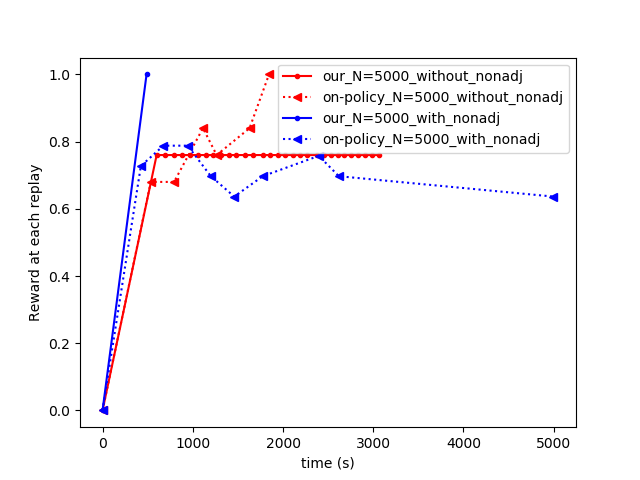 our_N=5000_without_nonadj
on-policy_N=5000_without_nonadj
our_N=5000_with_nonadj
on-policy_N=5000_with_nonadj
1.0
0.8
0.6
0.4
0.2
0.0
Reward at each replay
0
1000
2000
3000
4000
5000
time (s)